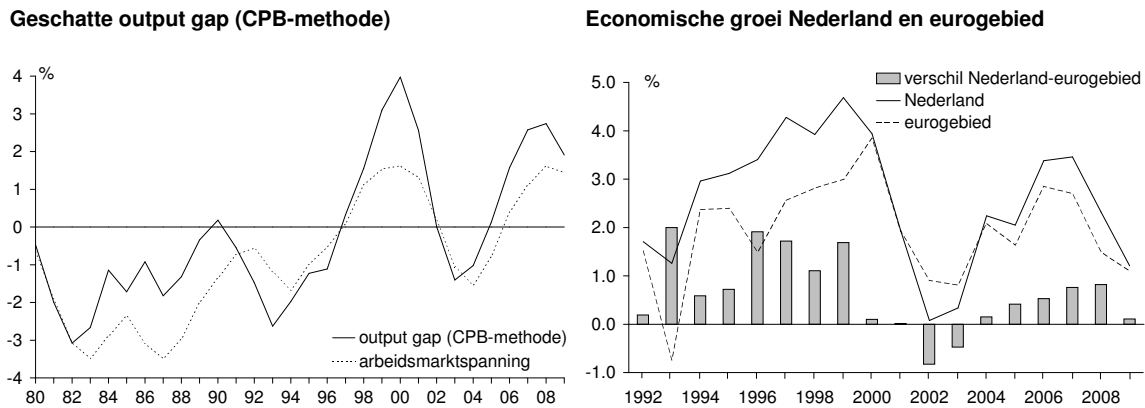 Geschatte output gap (CPB-methode)
%
4
3
2
1
0
-1
-2
-3
-4
output gap (CPB-methode)
arbeidsmarktspanning
80 82 84 86 88 90 92 94 96 98 00 02 04 06 08
Economische groei Nederland en eurogebied
%
verschil Nederland-eurogebied
Nederland
eurogebied
5.0
4.0
3.0
2.0
1.0
0.0
-1.0
1992 1994 1996 1998 2000 2002 2004 2006 2008